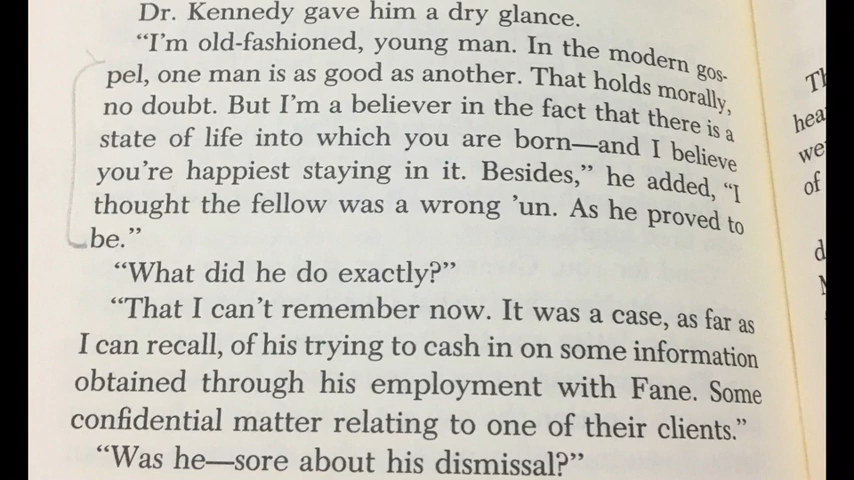 Dr. Kennedy gave him a dry glance.
“I’m old-fashioned, young man. In the modern gos-
pel, one man is as good as another. That holds morally,
no doubt. But I’m a believer in the fact that there is a
state of life into which you are born—and I believe
you’re happiest staying in it. Besides,” he added, “I
thought the fellow was a wrong ’un. As he proved to
be.”
“What did he do exactly?”
“That I can’t remember now. It was a case, as far as
I can recall, of his trying to cash in on some information
obtained through his employment with Fane. Some
confidential matter relating to one of their clients.”
“Was he—sore about his dismissal?”
hea
we
of
d